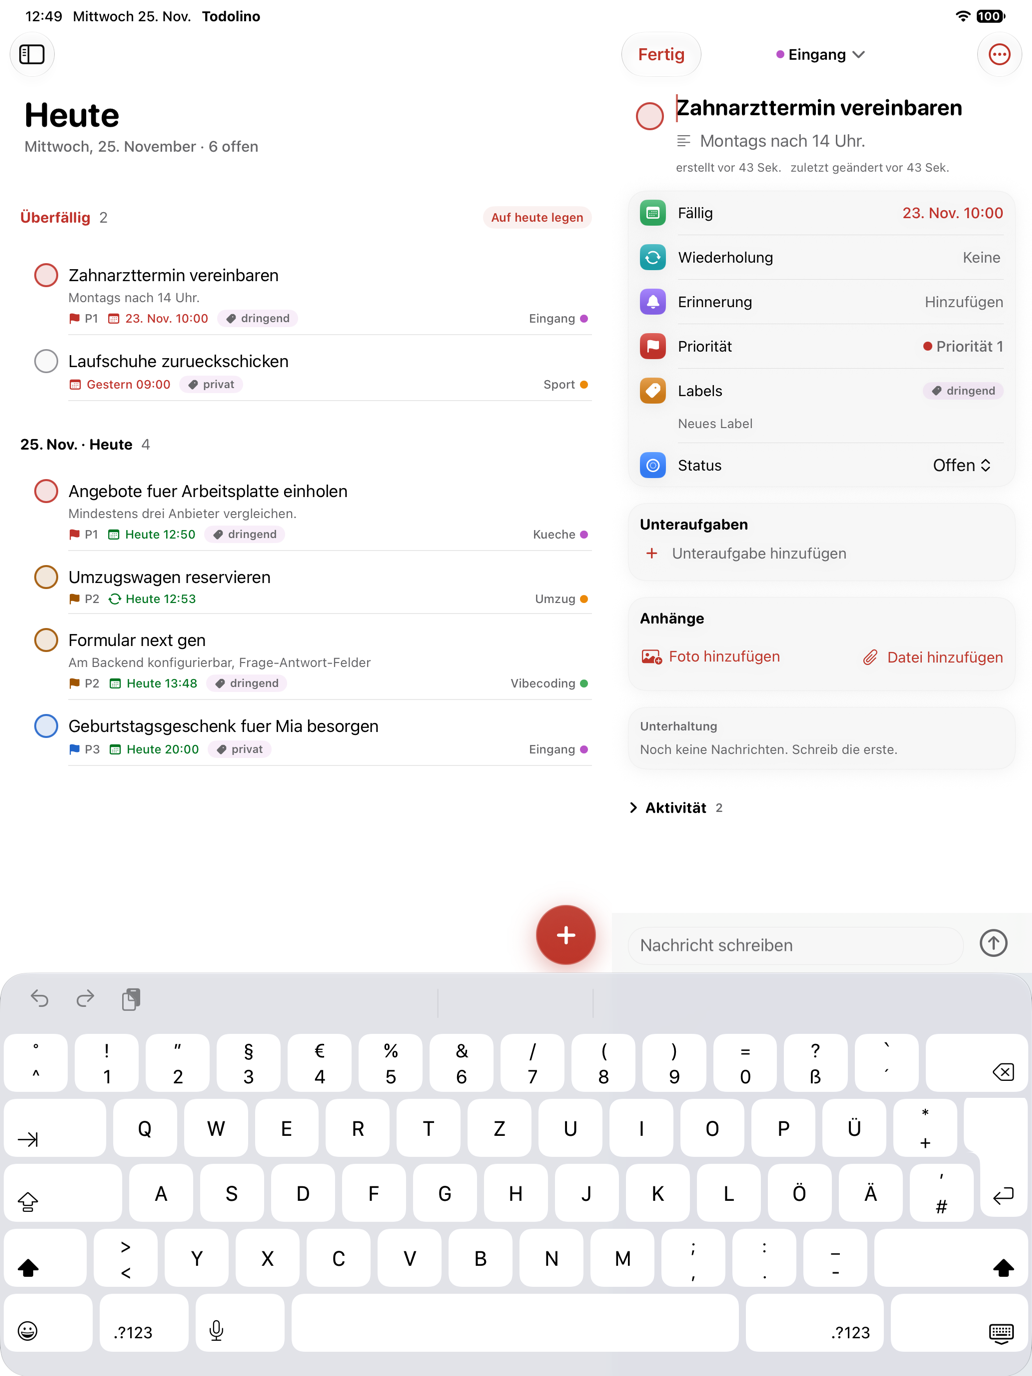 12:49 Mittwoch 25. Nov. Todolino
100
Heute
Mittwoch, 25. November · 6 offen
Überfällig 2
Auf heute legen
Zahnarzttermin vereinbaren
Montags nach 14 Uhr.
P1 23. Nov. 10:00 dringend Eingang
Laufschuhe zurueckschicken
Gestern 09:00 privat Sport
25. Nov. · Heute 4
Angebote fuer Arbeitsplatte einholen
Mindestens drei Anbieter vergleichen.
P1 Heute 12:50 dringend Kueche
Umzugswagen reservieren
P2 Heute 12:53 Umzug
Formular next gen
Am Backend konfigurierbar, Frage-Antwort-Felder
P2 Heute 13:48 dringend Vibecoding
Geburtstagsgeschenk fuer Mia besorgen
P3 Heute 20:00 privat Eingang
Fertig
Eingang
Zahnarzttermin vereinbaren
Montags nach 14 Uhr.
erstellt vor 43 Sek. zuletzt geändert vor 43 Sek.
Fällig 23. Nov. 10:00
Wiederholung Keine
Erinnerung Hinzufügen
Priorität Priorität 1
Labels dringend
Neues Label
Status Offen
Unteraufgaben
+ Unteraufgabe hinzufügen
Anhänge
Foto hinzufügen Datei hinzufügen
Unterhaltung
Noch keine Nachrichten. Schreib die erste.
Aktivität 2
Nachricht schreiben
° ! " § € % & / ( ) = ? `
^ 1 2 3 4 5 6 7 8 9 0 ß ´
Q W E R T Z U I O P Ü * +
A S D F G H J K L Ö Ä ' #
> < Y X C V B N M ; , : . _ -
.?123 .?123